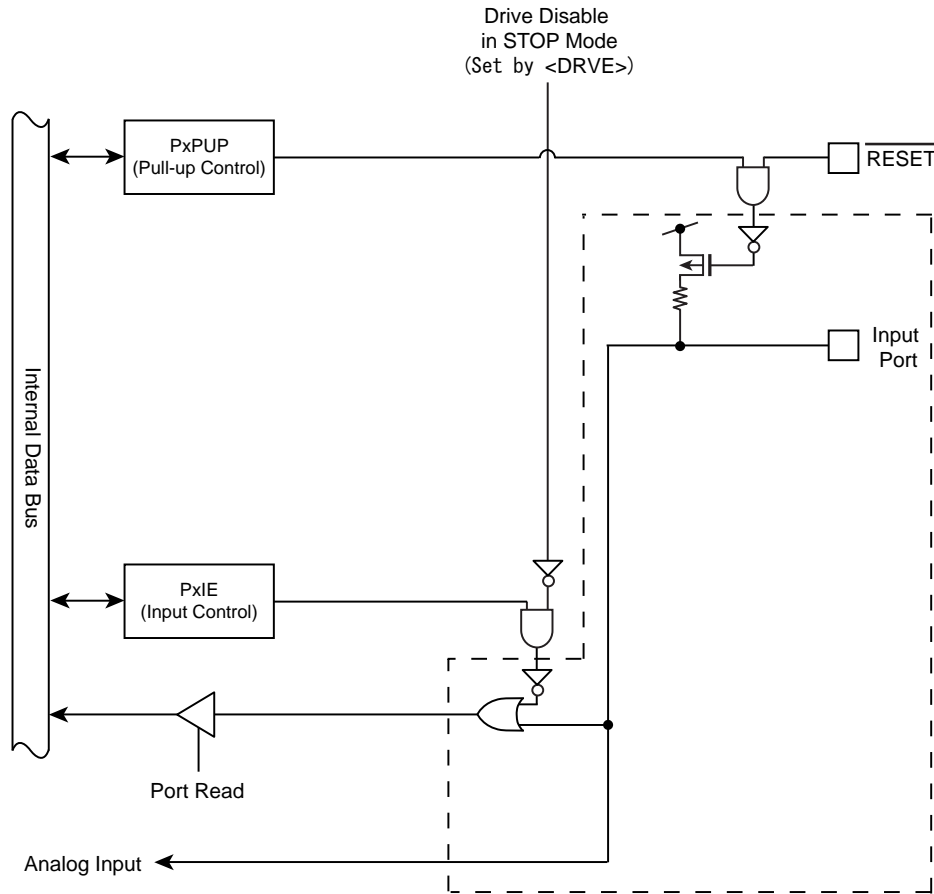 Drive Disable
in STOP Mode
(Set by <DRVE>)
PxPUP
(Pull-up Control)
RESET
Input
Port
Internal Data Bus
PxIE
(Input Control)
Port Read
Analog Input